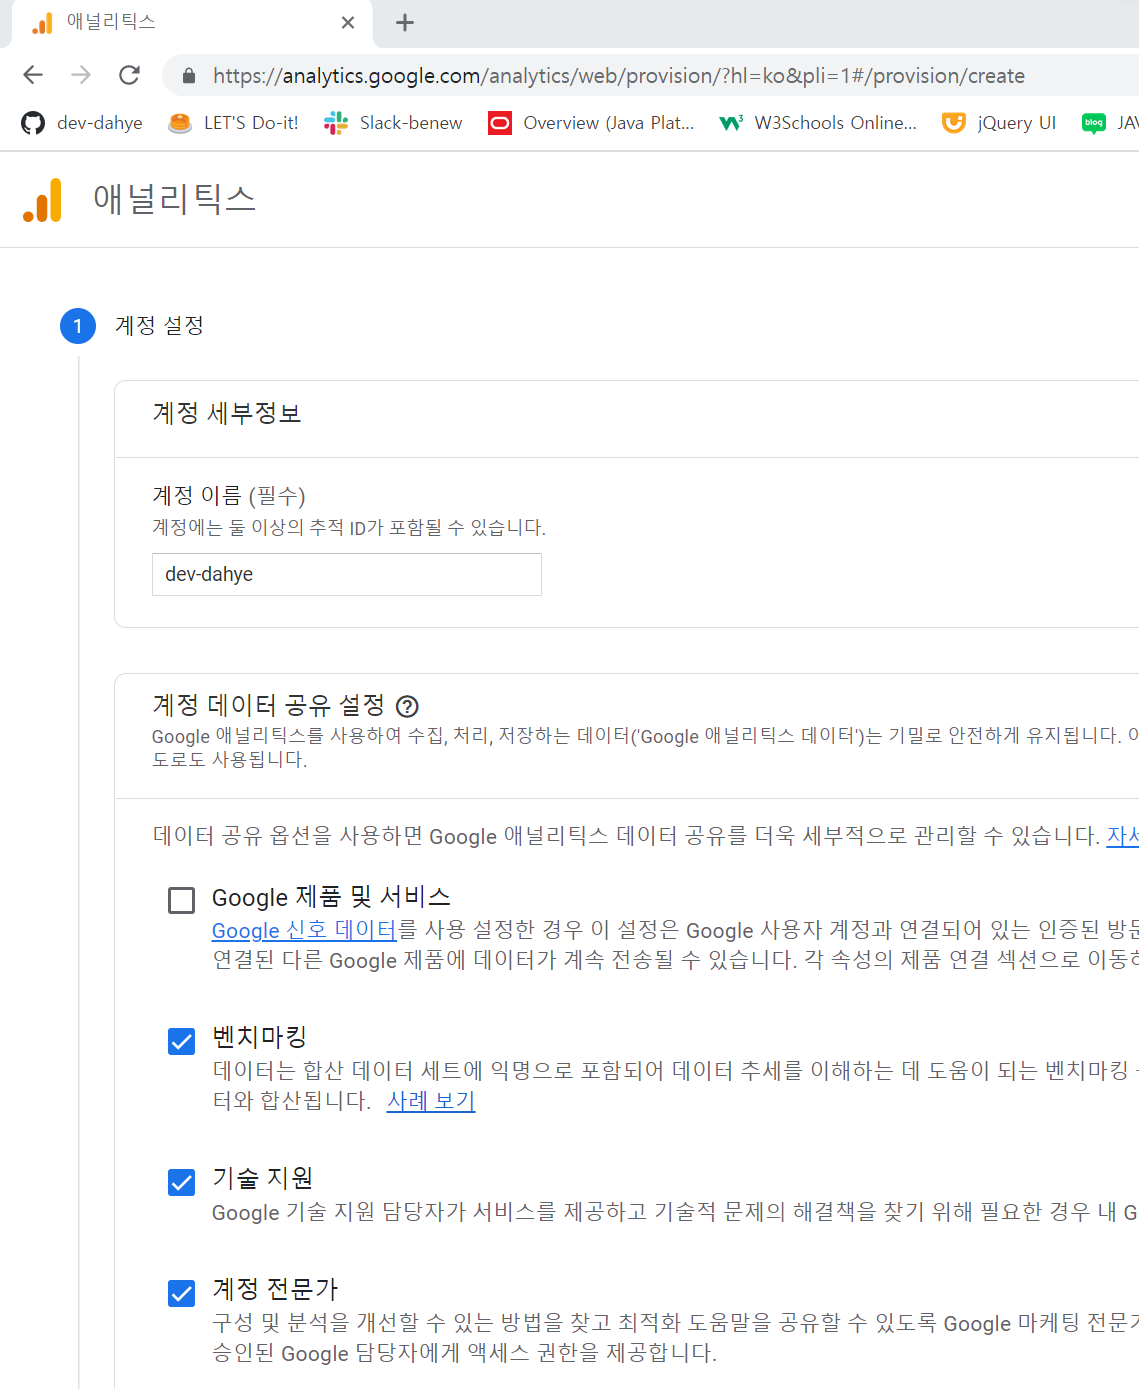 애널리틱스
https://analytics.google.com/analytics/web/provision/?hl=ko&pli=1#/provision/create
dev-dahye LET'S Do-it! Slack-benew Overview (Java Plat... W3Schools Online... jQuery UI blog JAV
애널리틱스
1 계정 설정
계정 세부정보
계정 이름 (필수)
계정에는 둘 이상의 추적 ID가 포함될 수 있습니다.
dev-dahye
계정 데이터 공유 설정
Google 애널리틱스를 사용하여 수집, 처리, 저장하는 데이터('Google 애널리틱스 데이터')는 기밀로 안전하게 유지됩니다.
도로도 사용됩니다.
데이터 공유 옵션을 사용하면 Google 애널리틱스 데이터 공유를 더욱 세부적으로 관리할 수 있습니다. 자세
Google 제품 및 서비스
Google 신호 데이터를 사용 설정한 경우 이 설정은 Google 사용자 계정과 연결되어 있는 인증된 방문
연결된 다른 Google 제품에 데이터가 계속 전송될 수 있습니다. 각 속성의 제품 연결 섹션으로 이동하
벤치마킹
데이터는 합산 데이터 세트에 익명으로 포함되어 데이터 추세를 이해하는 데 도움이 되는 벤치마킹
터와 합산됩니다. 사례 보기
기술 지원
Google 기술 지원 담당자가 서비스를 제공하고 기술적 문제의 해결책을 찾기 위해 필요한 경우 내 G
계정 전문가
구성 및 분석을 개선할 수 있는 방법을 찾고 최적화 도움말을 공유할 수 있도록 Google 마케팅 전문가
승인된 Google 담당자에게 액세스 권한을 제공합니다.